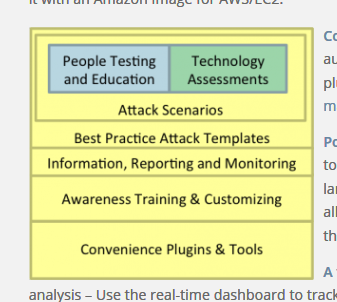 it with an Amazon image for AWS/EC2.
People Testing
and Education
Technology
Assessments
Attack Scenarios
Best Practice Attack Templates
Information, Reporting and Monitoring
Awareness Training & Customizing
Convenience Plugins & Tools
analysis – Use the real-time dashboard to track